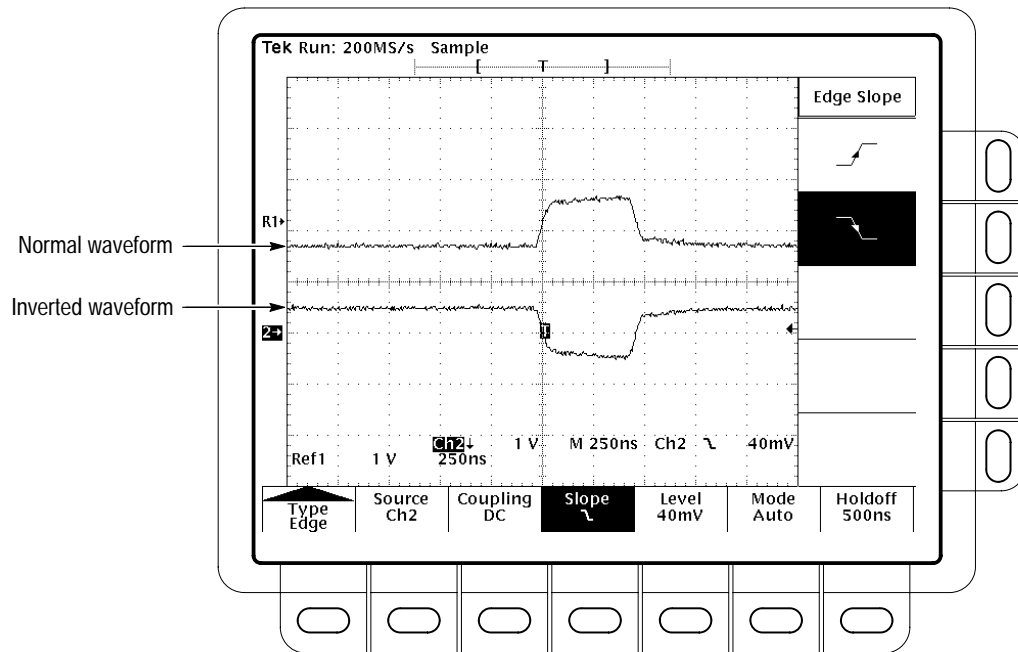 Tek Run: 200MS/s Sample
[ T ]
Edge Slope
R1
Normal waveform
Inverted waveform
2
T
Ch2↓ 1 V M 250ns Ch2 40mV
Ref1 1 V 250ns
Type Edge
Source Ch2
Coupling DC
Slope
Level 40mV
Mode Auto
Holdoff 500ns